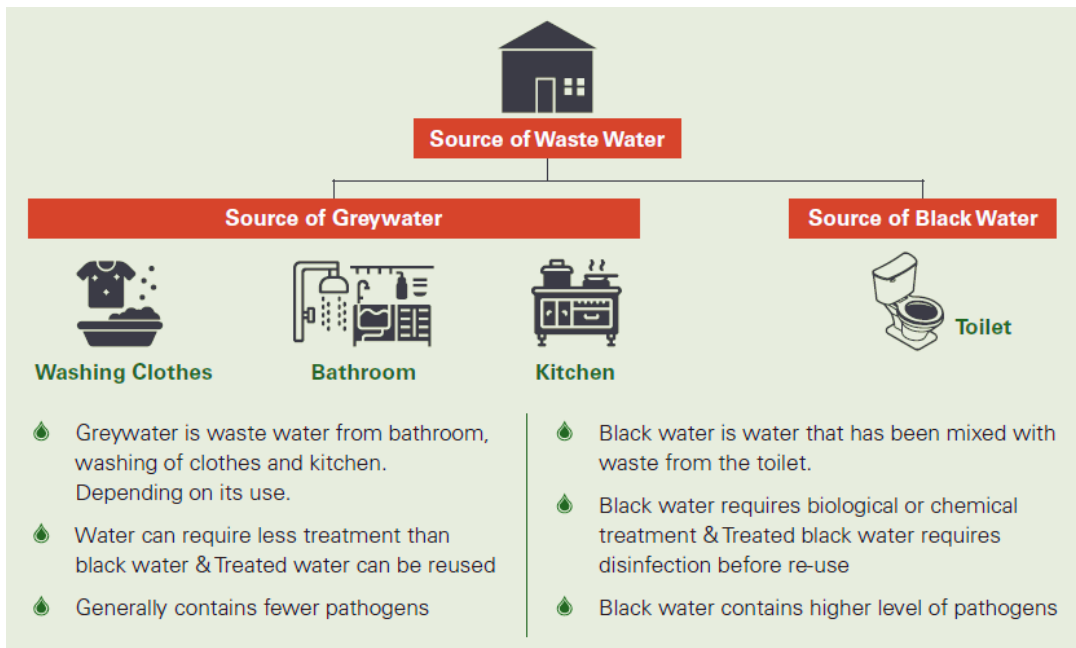 Source of Waste Water
Source of Greywater
Source of Black Water
Washing Clothes
Bathroom
Kitchen
Toilet
Greywater is waste water from bathroom,
washing of clothes and kitchen.
Depending on its use.
Water can require less treatment than
black water & Treated water can be reused
Generally contains fewer pathogens
Black water is water that has been mixed with
waste from the toilet.
Black water requires biological or chemical
treatment & Treated black water requires
disinfection before re-use
Black water contains higher level of pathogens